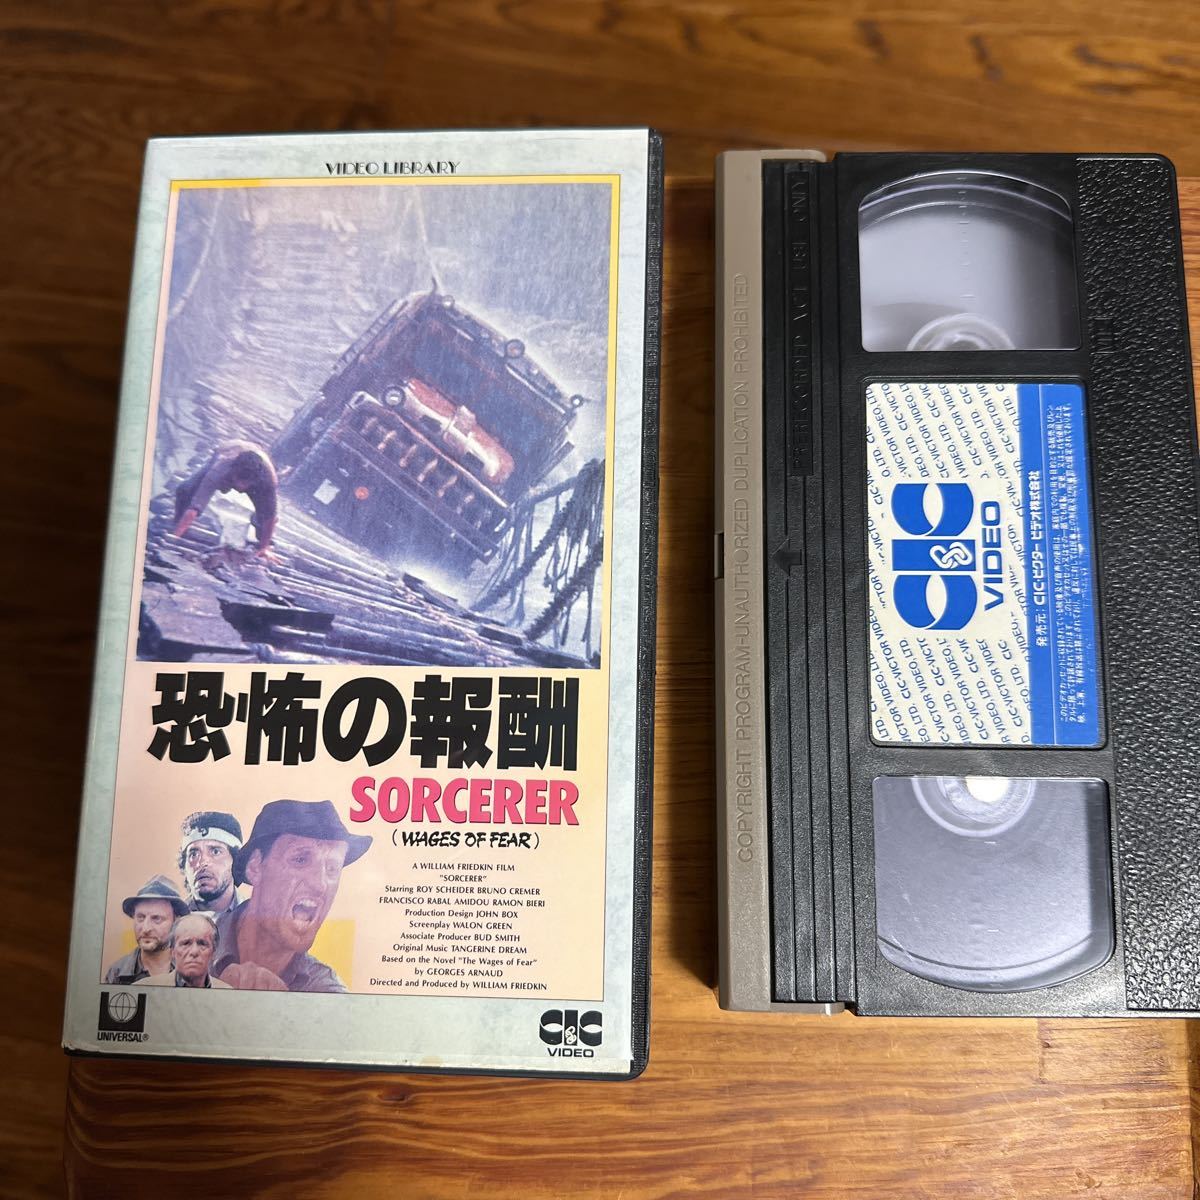 VIDEO LIBRARY
恐怖の報酬
SORCERER
(WAGES OF FEAR)
A WILLIAM FRIEDKIN FILM
"SORCERER"
Starring ROY SCHEIDER BRUNO CREMER
FRANCISCO RABAL AMIDOU RAMON BIERI
Production Design JOHN BOX
Screenplay WALON GREEN
Associate Producer BUD SMITH
Original Music TANGERINE DREAM
Based on the Novel "The Wages of Fear"
by GEORGES ARNAUD
Directed and Produced by WILLIAM FRIEDKIN
UNIVERSAL®
CIC
VIDEO
COPYRIGHT PROGRAM-UNAUTHORIZED DUPLICATION PROHIBITED
CIC
VIDEO
発売元:CIC・ビクター ビデオ株式会社